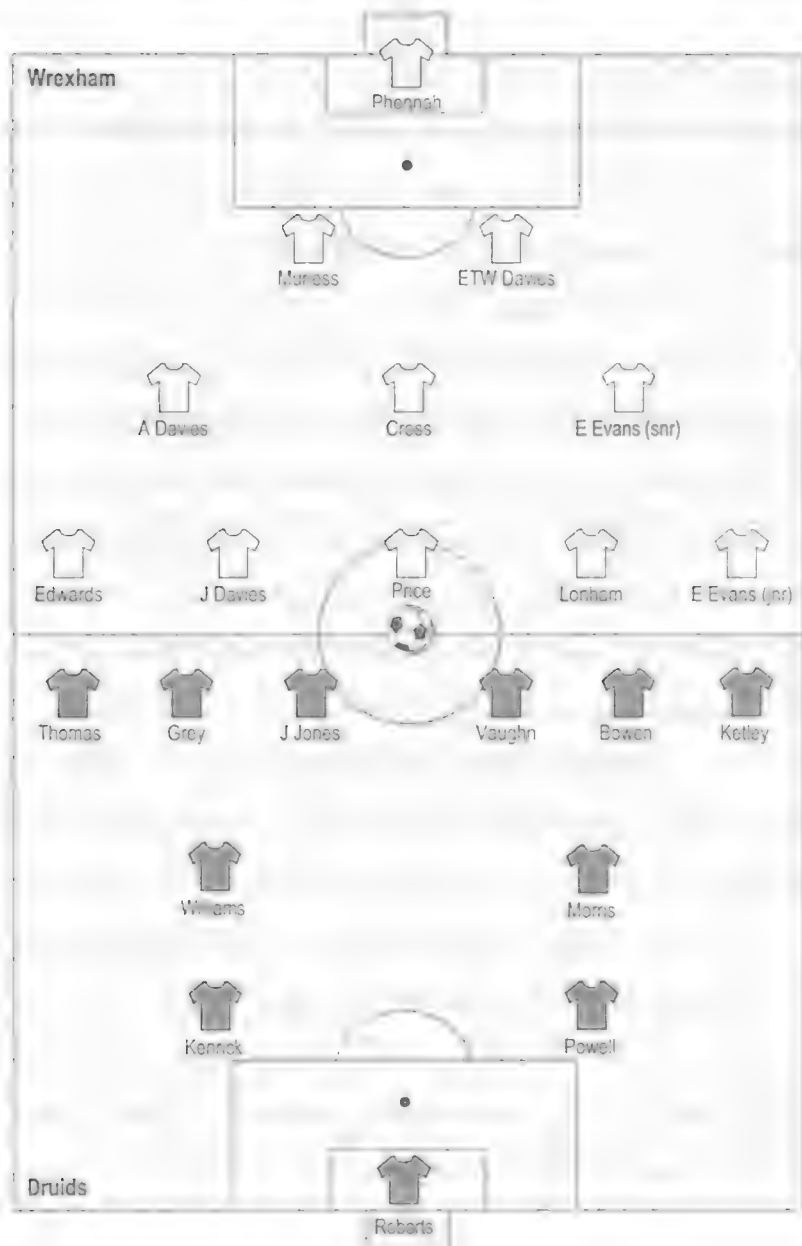 Wrexham
Phennah
Murless
ETW Davies
A Davies
Cross
E Evans (snr)
Edwards
J Davies
Price
Lonham
E Evans (jnr)
Thomas
Grey
J Jones
Vaughn
Bowen
Ketley
Williams
Morris
Kenrick
Powell
Druids
Roberts